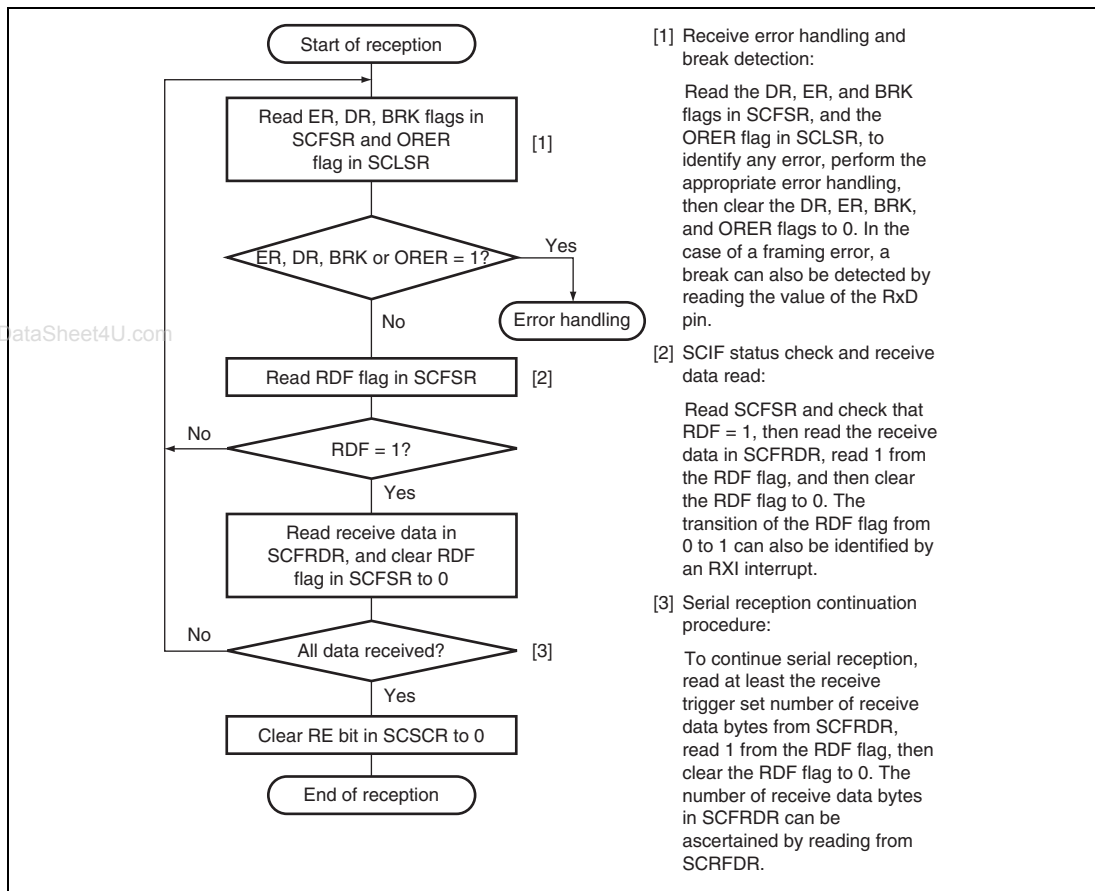 Start of reception
Read ER, DR, BRK flags in
SCFSR and ORER
flag in SCLSR
[1]
ER, DR, BRK or ORER = 1?
Yes
Error handling
No
DataSheet4U.com
Read RDF flag in SCFSR
[2]
No
RDF = 1?
Yes
Read receive data in
SCFRDR, and clear RDF
flag in SCFSR to 0
No
All data received?
[3]
Yes
Clear RE bit in SCSCR to 0
End of reception
[1] Receive error handling and
break detection:
Read the DR, ER, and BRK
flags in SCFSR, and the
ORER flag in SCLSR, to
identify any error, perform the
appropriate error handling,
then clear the DR, ER, BRK,
and ORER flags to 0. In the
case of a framing error, a
break can also be detected by
reading the value of the RxD
pin.
[2] SCIF status check and receive
data read:
Read SCFSR and check that
RDF = 1, then read the receive
data in SCFRDR, read 1 from
the RDF flag, and then clear
the RDF flag to 0. The
transition of the RDF flag from
0 to 1 can also be identified by
an RXI interrupt.
[3] Serial reception continuation
procedure:
To continue serial reception,
read at least the receive
trigger set number of receive
data bytes from SCFRDR,
read 1 from the RDF flag, then
clear the RDF flag to 0. The
number of receive data bytes
in SCFRDR can be
ascertained by reading from
SCRFDR.